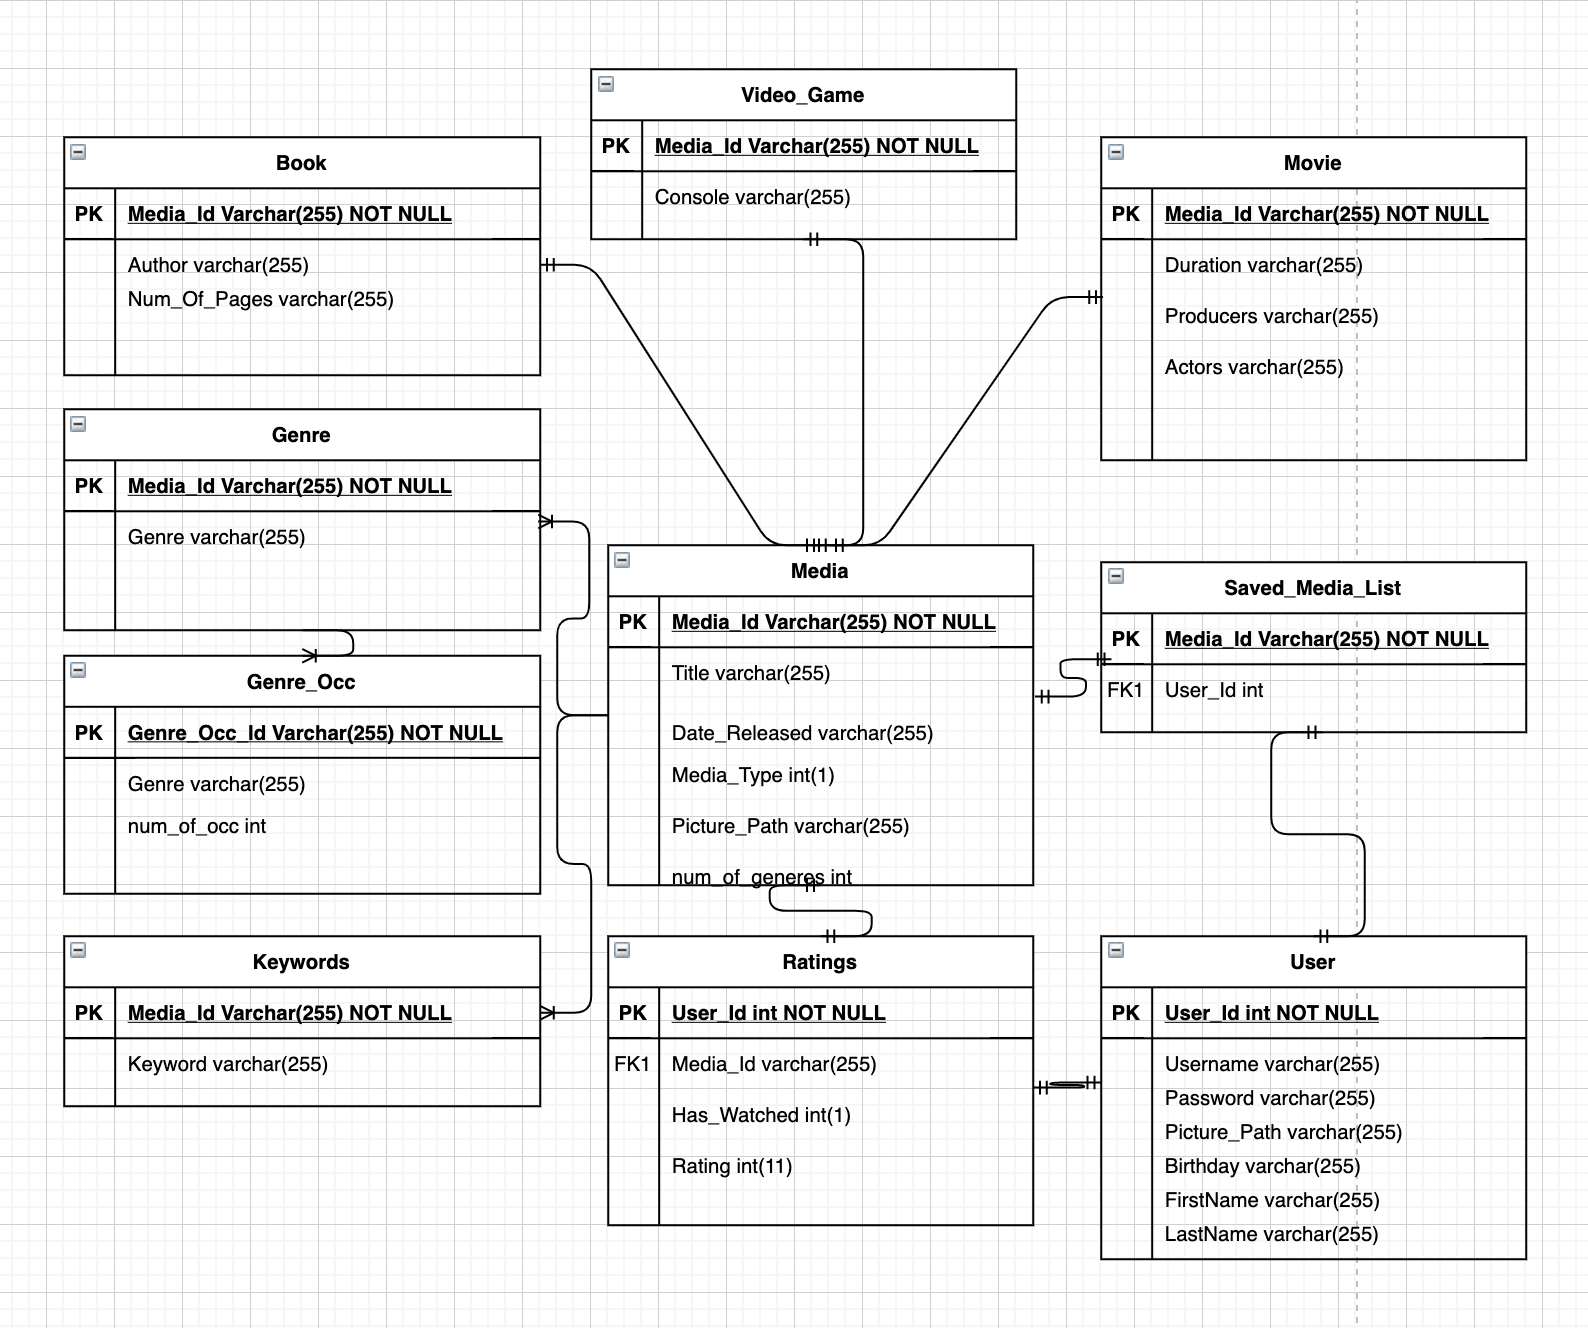 Video_Game
PK Media_Id Varchar(255) NOT NULL
Console varchar(255)
Book
PK Media_Id Varchar(255) NOT NULL
Author varchar(255)
Num_Of_Pages varchar(255)
Movie
PK Media_Id Varchar(255) NOT NULL
Duration varchar(255)
Producers varchar(255)
Actors varchar(255)
Genre
PK Media_Id Varchar(255) NOT NULL
Genre varchar(255)
Media
PK Media_Id Varchar(255) NOT NULL
Title varchar(255)
Date_Released varchar(255)
Media_Type int(1)
Picture_Path varchar(255)
num_of_generes int
Saved_Media_List
PK Media_Id Varchar(255) NOT NULL
FK1 User_Id int
Genre_Occ
PK Genre_Occ_Id Varchar(255) NOT NULL
Genre varchar(255)
num_of_occ int
Keywords
PK Media_Id Varchar(255) NOT NULL
Keyword varchar(255)
Ratings
PK User_Id int NOT NULL
FK1 Media_Id varchar(255)
Has_Watched int(1)
Rating int(11)
User
PK User_Id int NOT NULL
Username varchar(255)
Password varchar(255)
Picture_Path varchar(255)
Birthday varchar(255)
FirstName varchar(255)
LastName varchar(255)